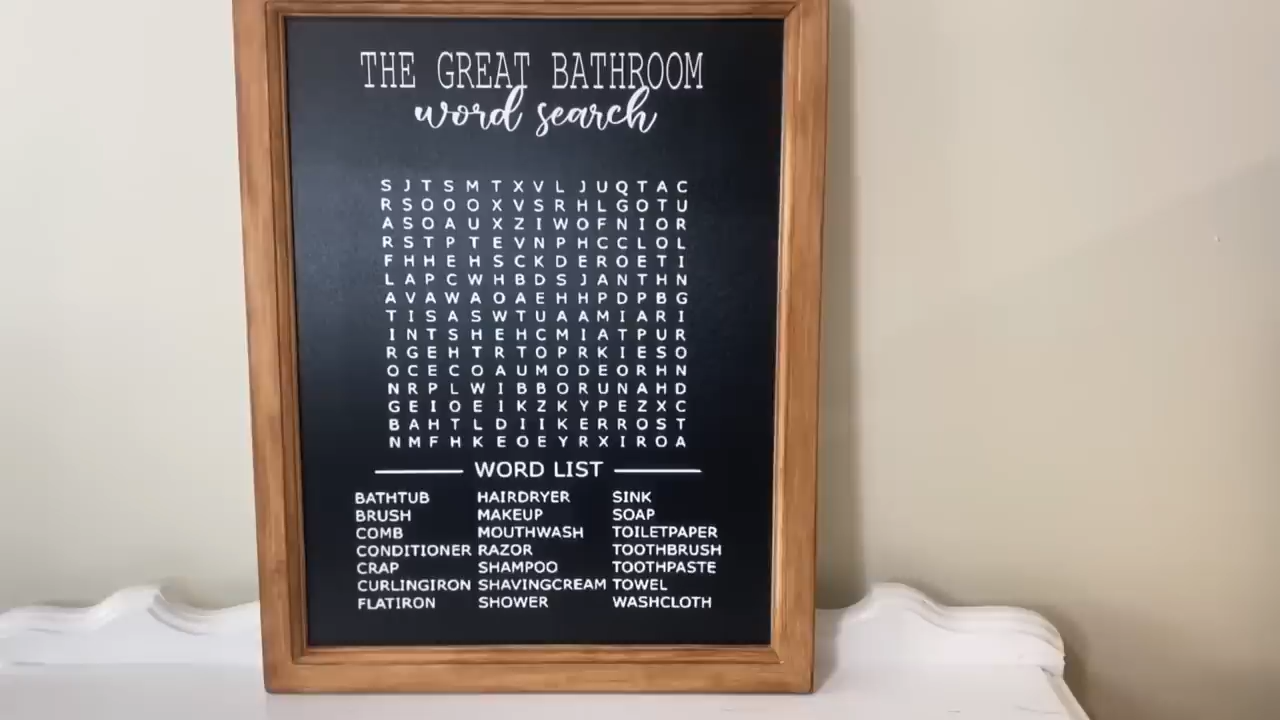 THE GREAT BATHROOM
word search
S J T S M T X V L J U Q T A C
R S O O O X V S R H L G O T U
A S O A U X Z I W O F N I O R
R S T P T E V N P H C C L O L
F H H E H S C K D E R O E T I
L A P C W H B D S J A N T H N
A V A W A O A E H H P D P B G
T I S A S W T U A A M I A R I
I N T S H E H C M I A T P U R
R G E H T R T O P R K I E S O
O C E C O A U M O D E O R H N
N R P L W I B B O R U N A H D
G E I O E I K Z K Y P E Z X C
B A H T L D I I K E R R O S T
N M F H K E O E Y R X I R O A
WORD LIST
BATHTUB HAIRDRYER SINK
BRUSH MAKEUP SOAP
COMB MOUTHWASH TOILETPAPER
CONDITIONER RAZOR TOOTHBRUSH
CRAP SHAMPOO TOOTHPASTE
CURLINGIRON SHAVINGCREAM TOWEL
FLATIRON SHOWER WASHCLOTH